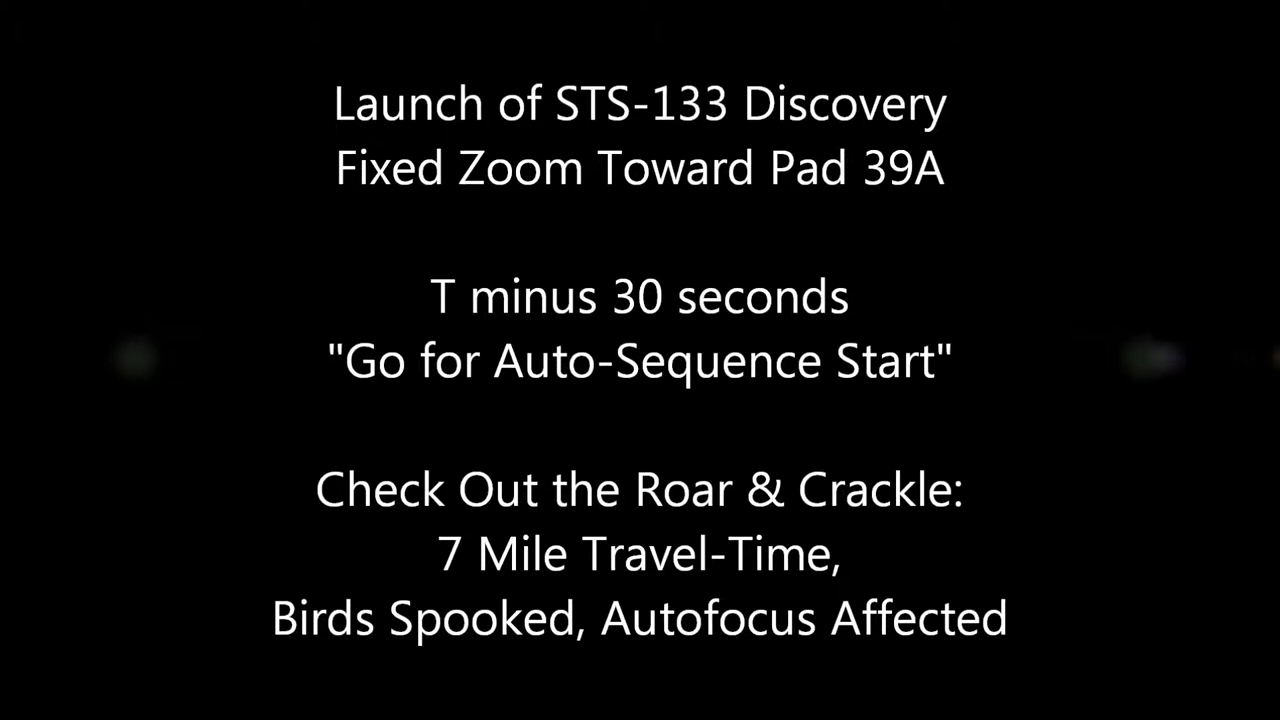 Launch of STS-133 Discovery
Fixed Zoom Toward Pad 39A
T minus 30 seconds
"Go for Auto-Sequence Start"
Check Out the Roar & Crackle:
7 Mile Travel-Time,
Birds Spooked, Autofocus Affected